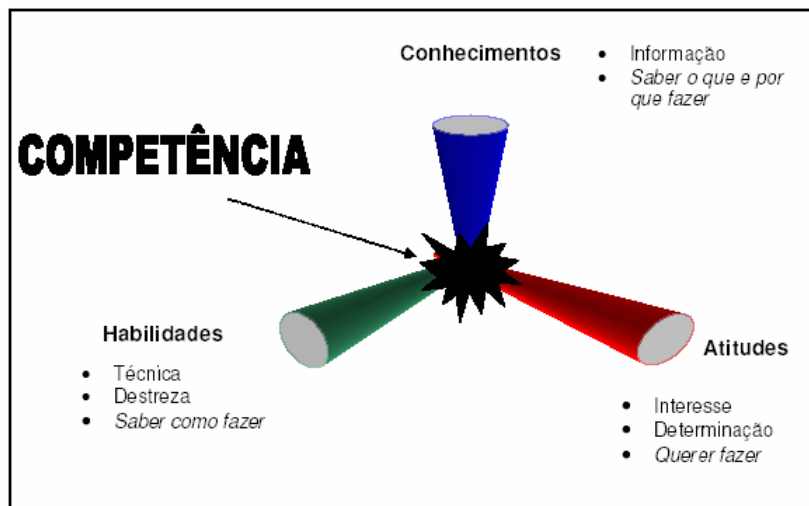 Conhecimentos
• Informação
• Saber o que e por
que fazer
COMPETÊNCIA
Habilidades
• Técnica
• Destreza
• Saber como fazer
Atitudes
• Interesse
• Determinação
• Querer fazer